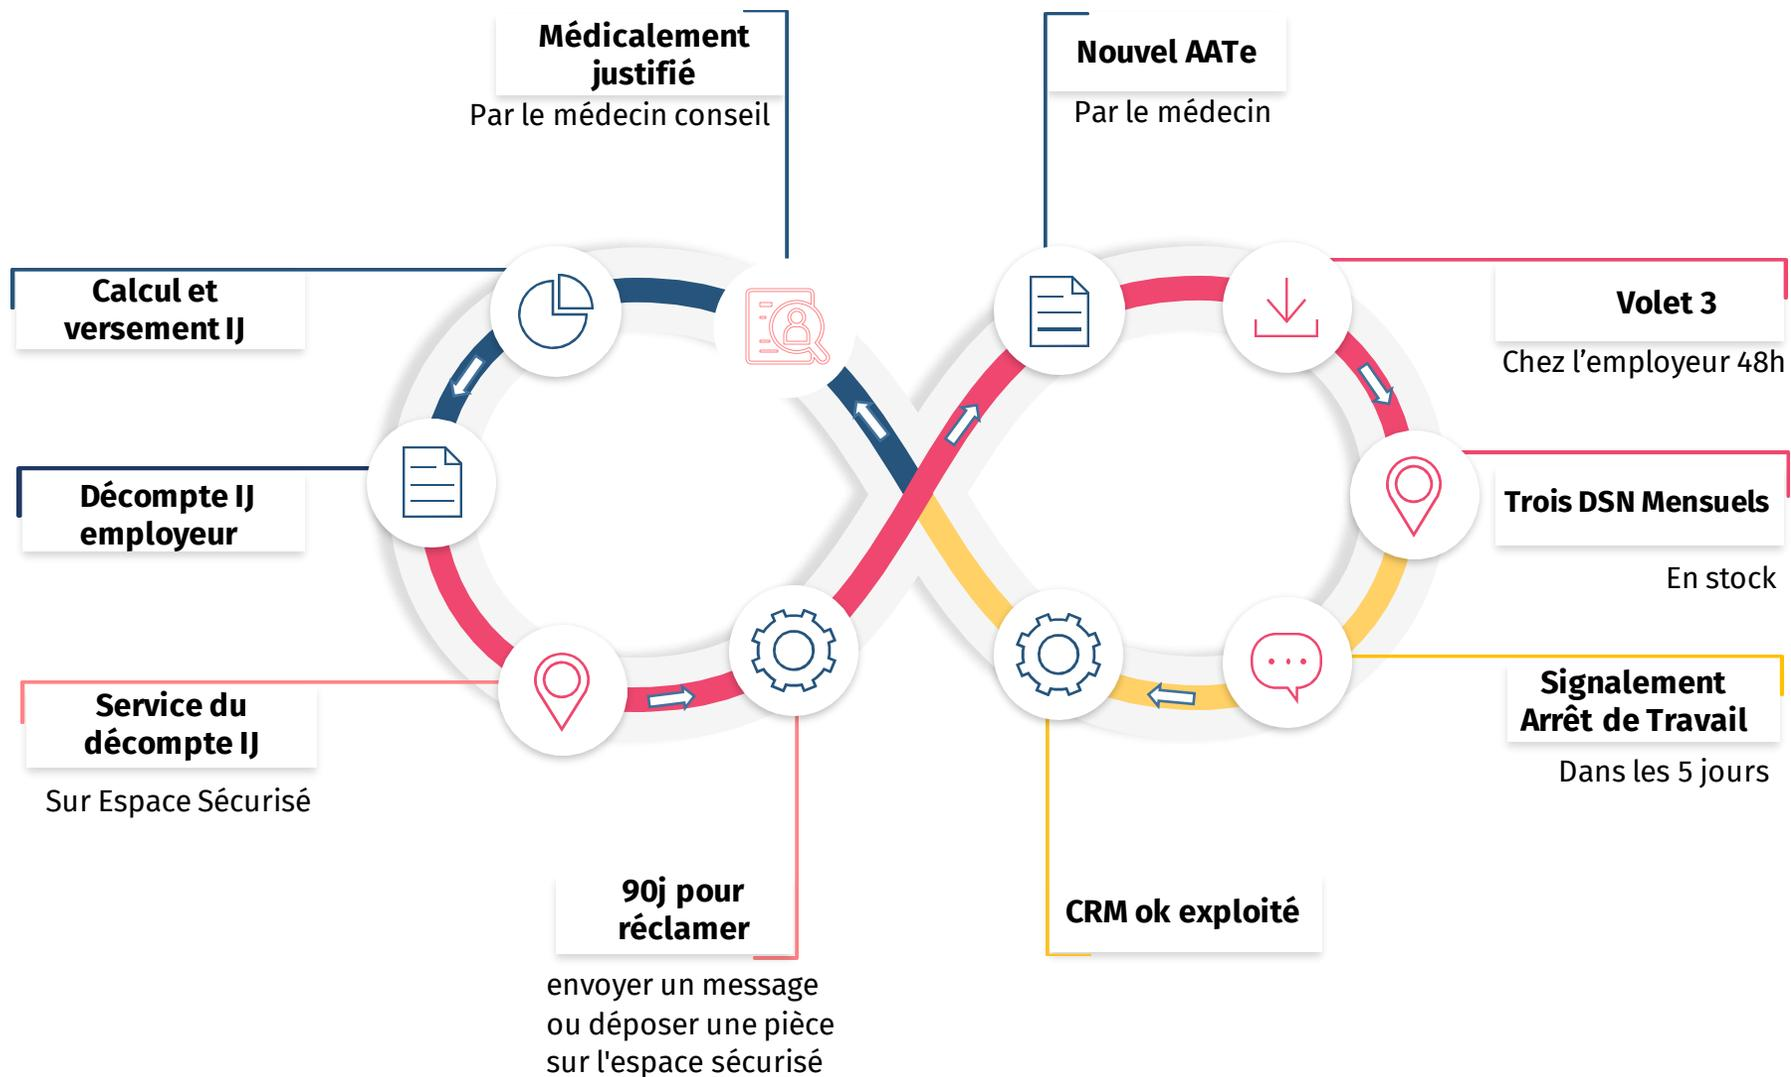 Médicalement
justifié
Par le médecin conseil
Nouvel AATe
Par le médecin
Calcul et
versement IJ
Volet 3
Chez l’employeur 48h
Décompte IJ
employeur
Trois DSN Mensuels
En stock
Service du
décompte IJ
Sur Espace Sécurisé
Signalement
Arrêt de Travail
Dans les 5 jours
90j pour
réclamer
envoyer un message
ou déposer une pièce
sur l'espace sécurisé
CRM ok exploité